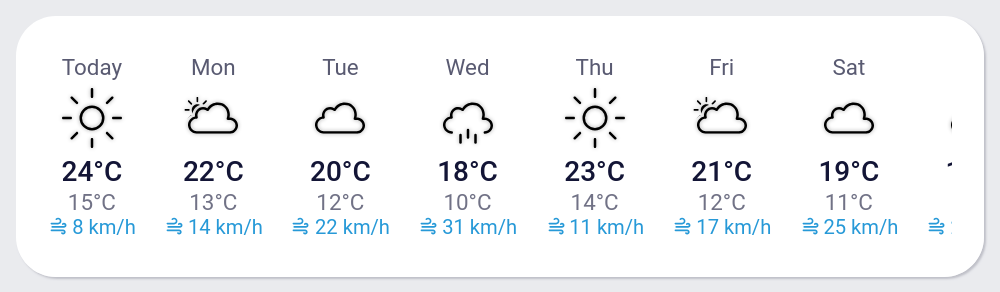 Today Mon Tue Wed Thu Fri Sat
24°C 22°C 20°C 18°C 23°C 21°C 19°C
15°C 13°C 12°C 10°C 14°C 12°C 11°C
8 km/h 14 km/h 22 km/h 31 km/h 11 km/h 17 km/h 25 km/h